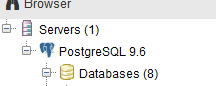 Browser
Servers (1)
PostgreSQL 9.6
Databases (8)